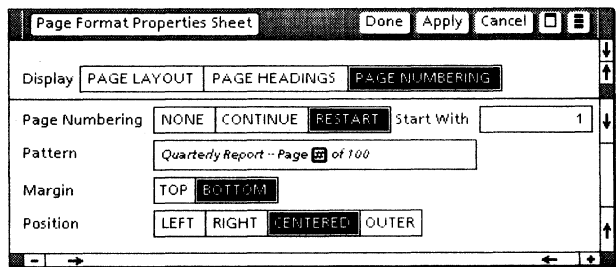 Page Format Properties Sheet Done Apply Cancel
Display PAGE LAYOUT PAGE HEADINGS PAGE NUMBERING
Page Numbering NONE CONTINUE RESTART Start With 1
Pattern Quarterly Report -- Page of 100
Margin TOP BOTTOM
Position LEFT RIGHT CENTERED OUTER